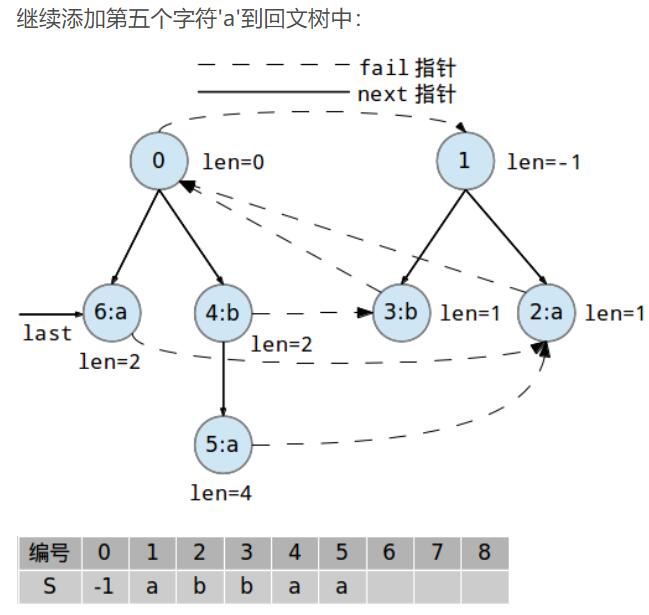 继续添加第五个字符'a'到回文树中：
fail 指针
next 指针
0 len=0 1 len=-1
6:a 4:b 3:b len=1 2:a len=1
last len=2 len=2
5:a
len=4
编号 0 1 2 3 4 5 6 7 8
S -1 a b b a a